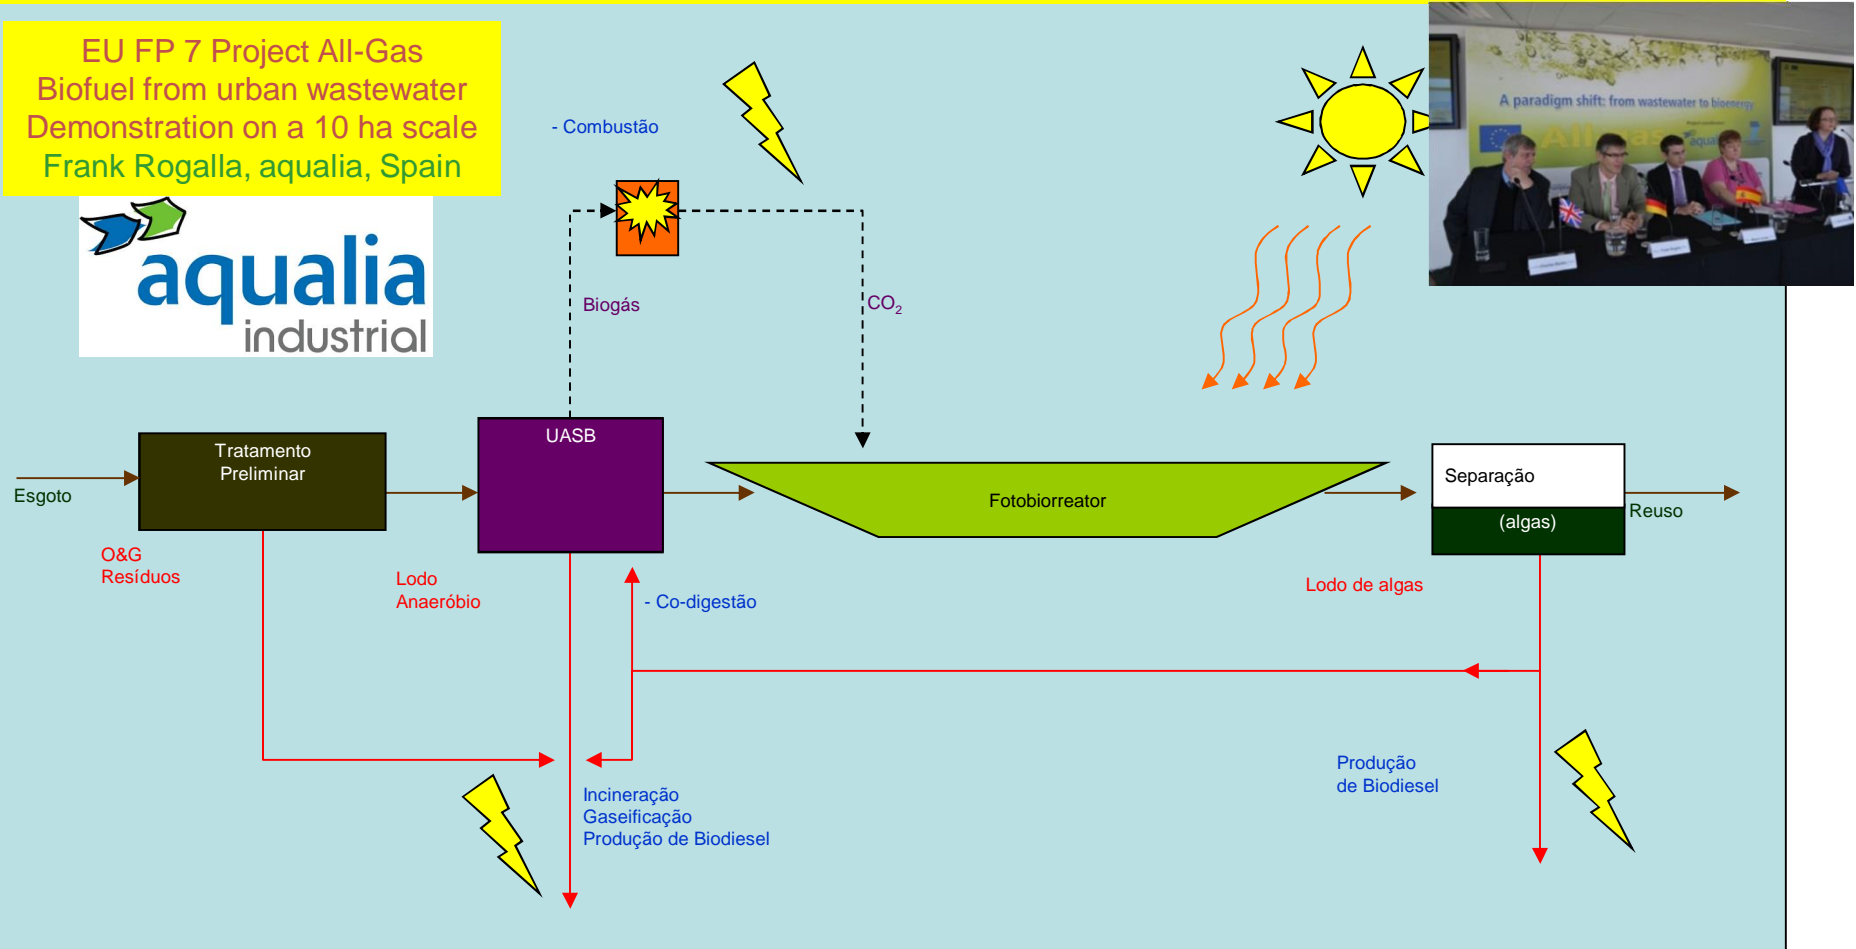 EU FP 7 Project All-Gas
Biofuel from urban wastewater
Demonstration on a 10 ha scale
Frank Rogalla, aqualia, Spain
aqualia
industrial
A paradigm shift: from wastewater to bioenergy
All-gas
- Combustão
Biogás
CO₂
Tratamento
Preliminar
UASB
Fotobiorreator
Separação
(algas)
Esgoto
Reuso
O&G
Resíduos
Lodo
Anaeróbio
- Co-digestão
Lodo de algas
Incineração
Gaseificação
Produção de Biodiesel
Produção
de Biodiesel